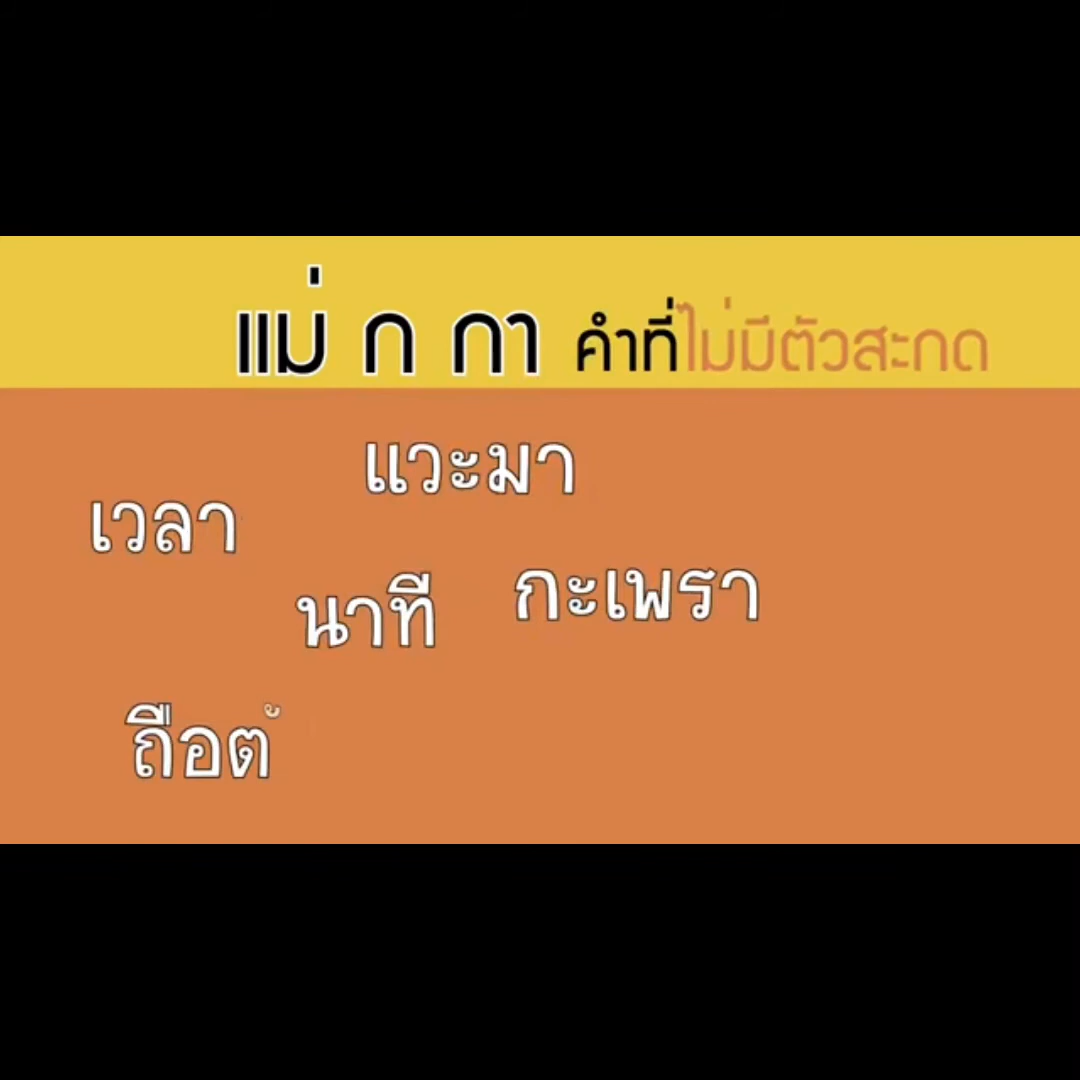 แม่ ก กา คำที่ไม่มีตัวสะกด
แวะมา
เวลา
กะเพรา
นาที
ถือตั